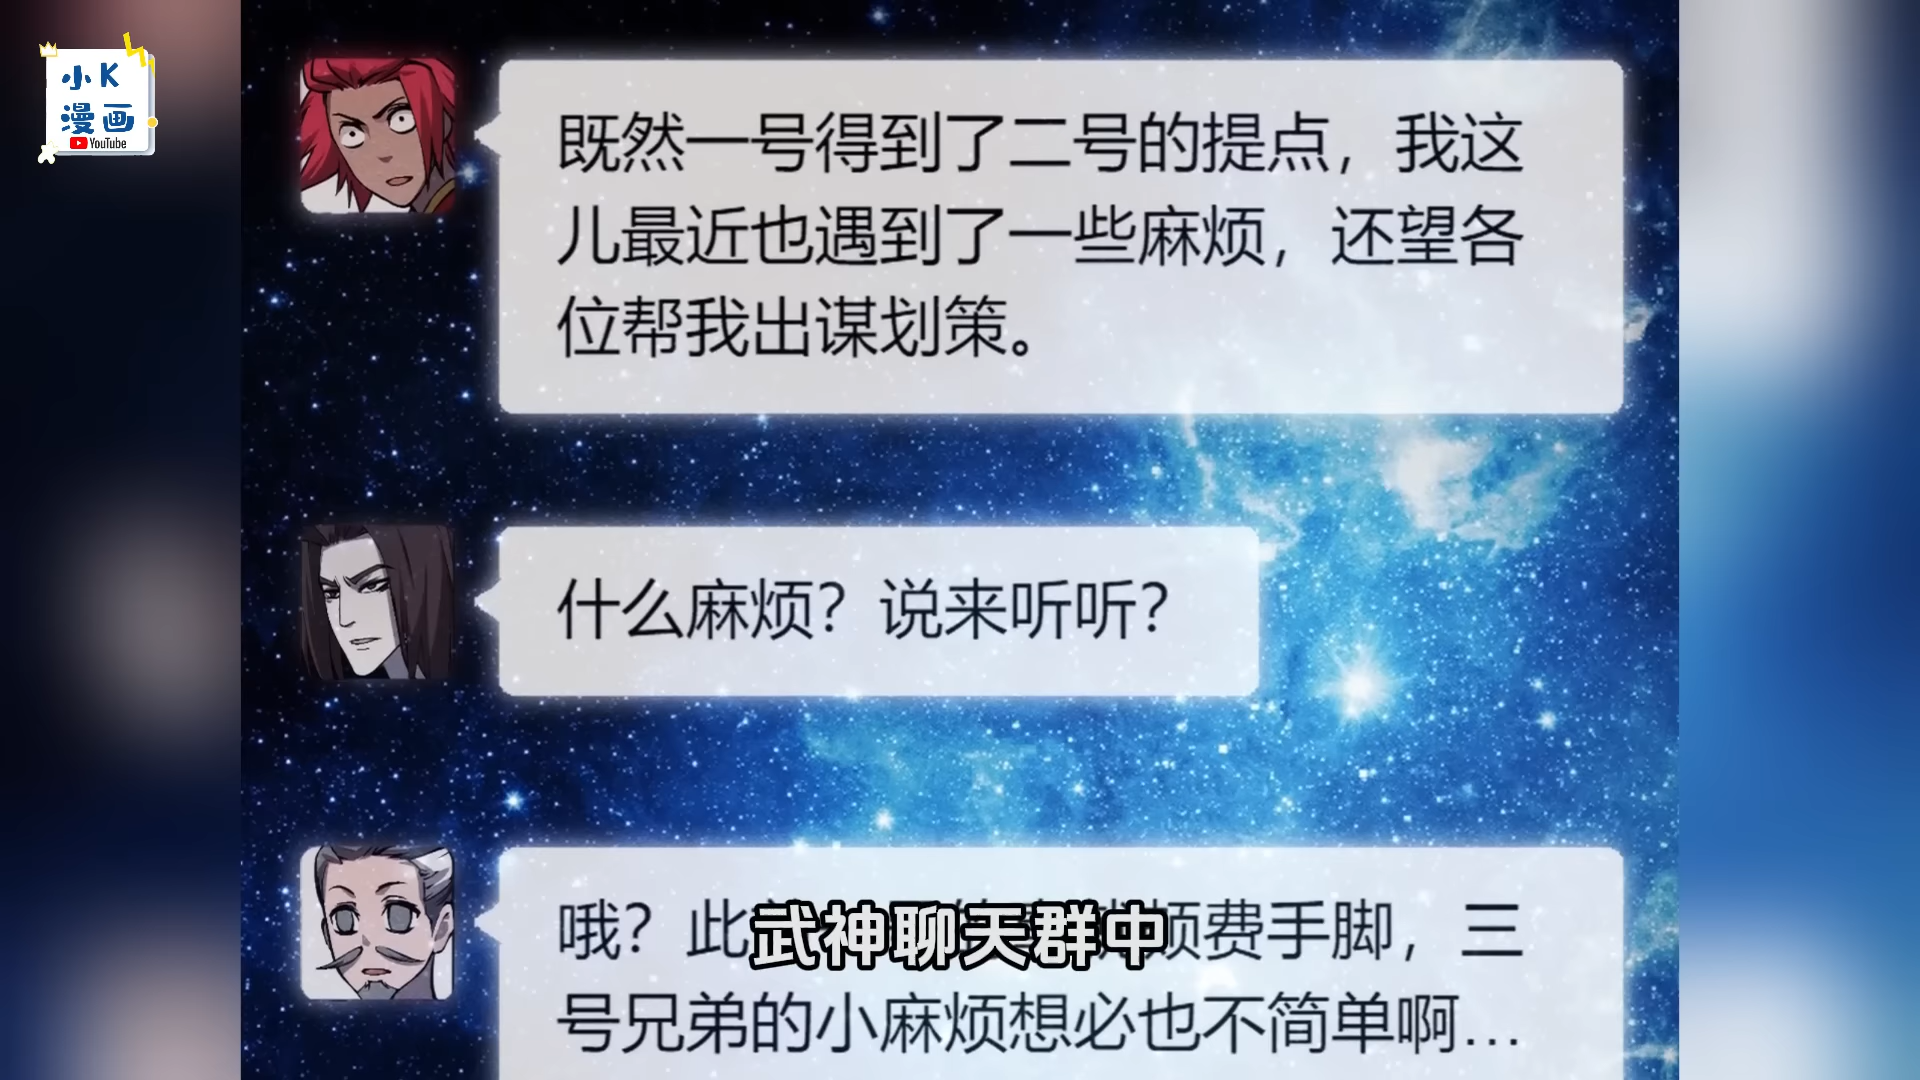 小K
漫画
YouTube
既然一号得到了二号的提点，我这
儿最近也遇到了一些麻烦，还望各
位帮我出谋划策。
什么麻烦？说来听听？
哦？此
颇费手脚，三
武神聊天群中
号兄弟的小麻烦想必也不简单啊...